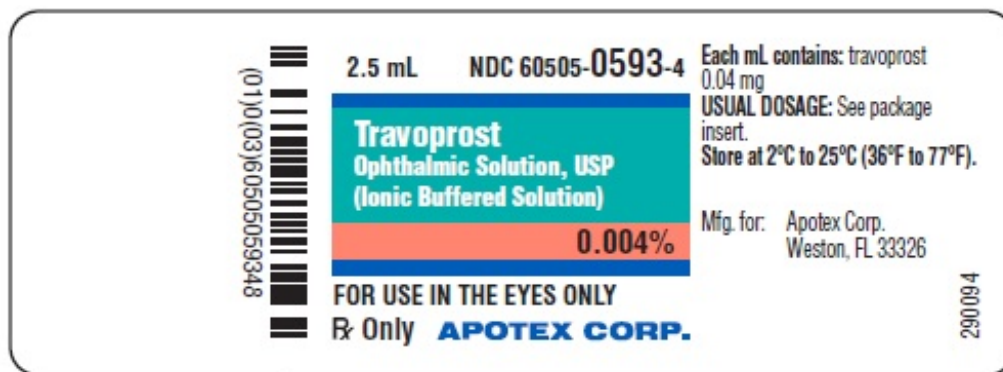 (01)0(03)60505059348
2.5 mL NDC 60505-0593-4
Travoprost
Ophthalmic Solution, USP
(Ionic Buffered Solution)
0.004%
FOR USE IN THE EYES ONLY
℞ Only APOTEX CORP.
Each mL contains: travoprost
0.04 mg
USUAL DOSAGE: See package
insert.
Store at 2°C to 25°C (36°F to 77°F).
Mfg. for: Apotex Corp.
Weston, FL 33326
290094